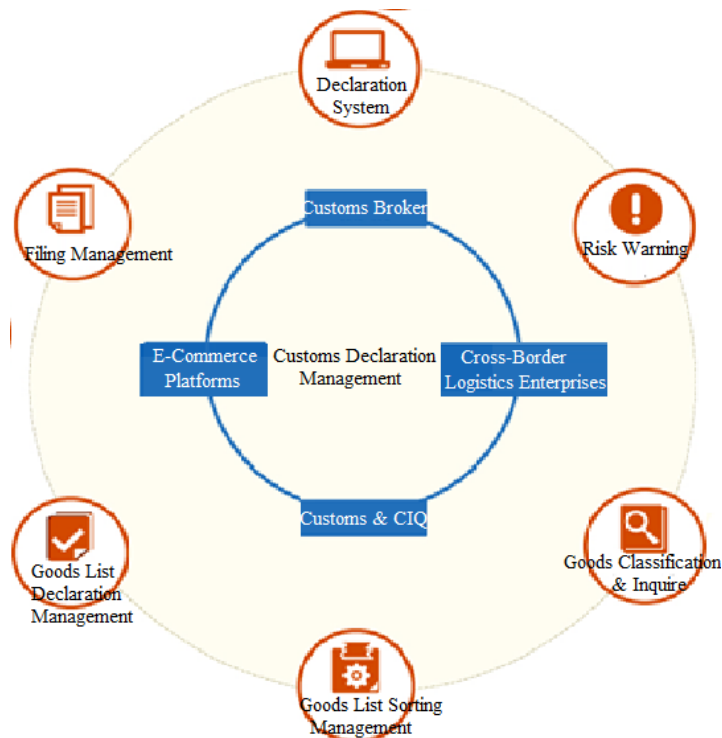 Declaration
System
Filing Management
Risk Warning
Customs Broker
E-Commerce
Platforms
Customs Declaration
Management
Cross-Border
Logistics Enterprises
Customs & CIQ
Goods List
Declaration
Management
Goods Classification
& Inquire
Goods List Sorting
Management